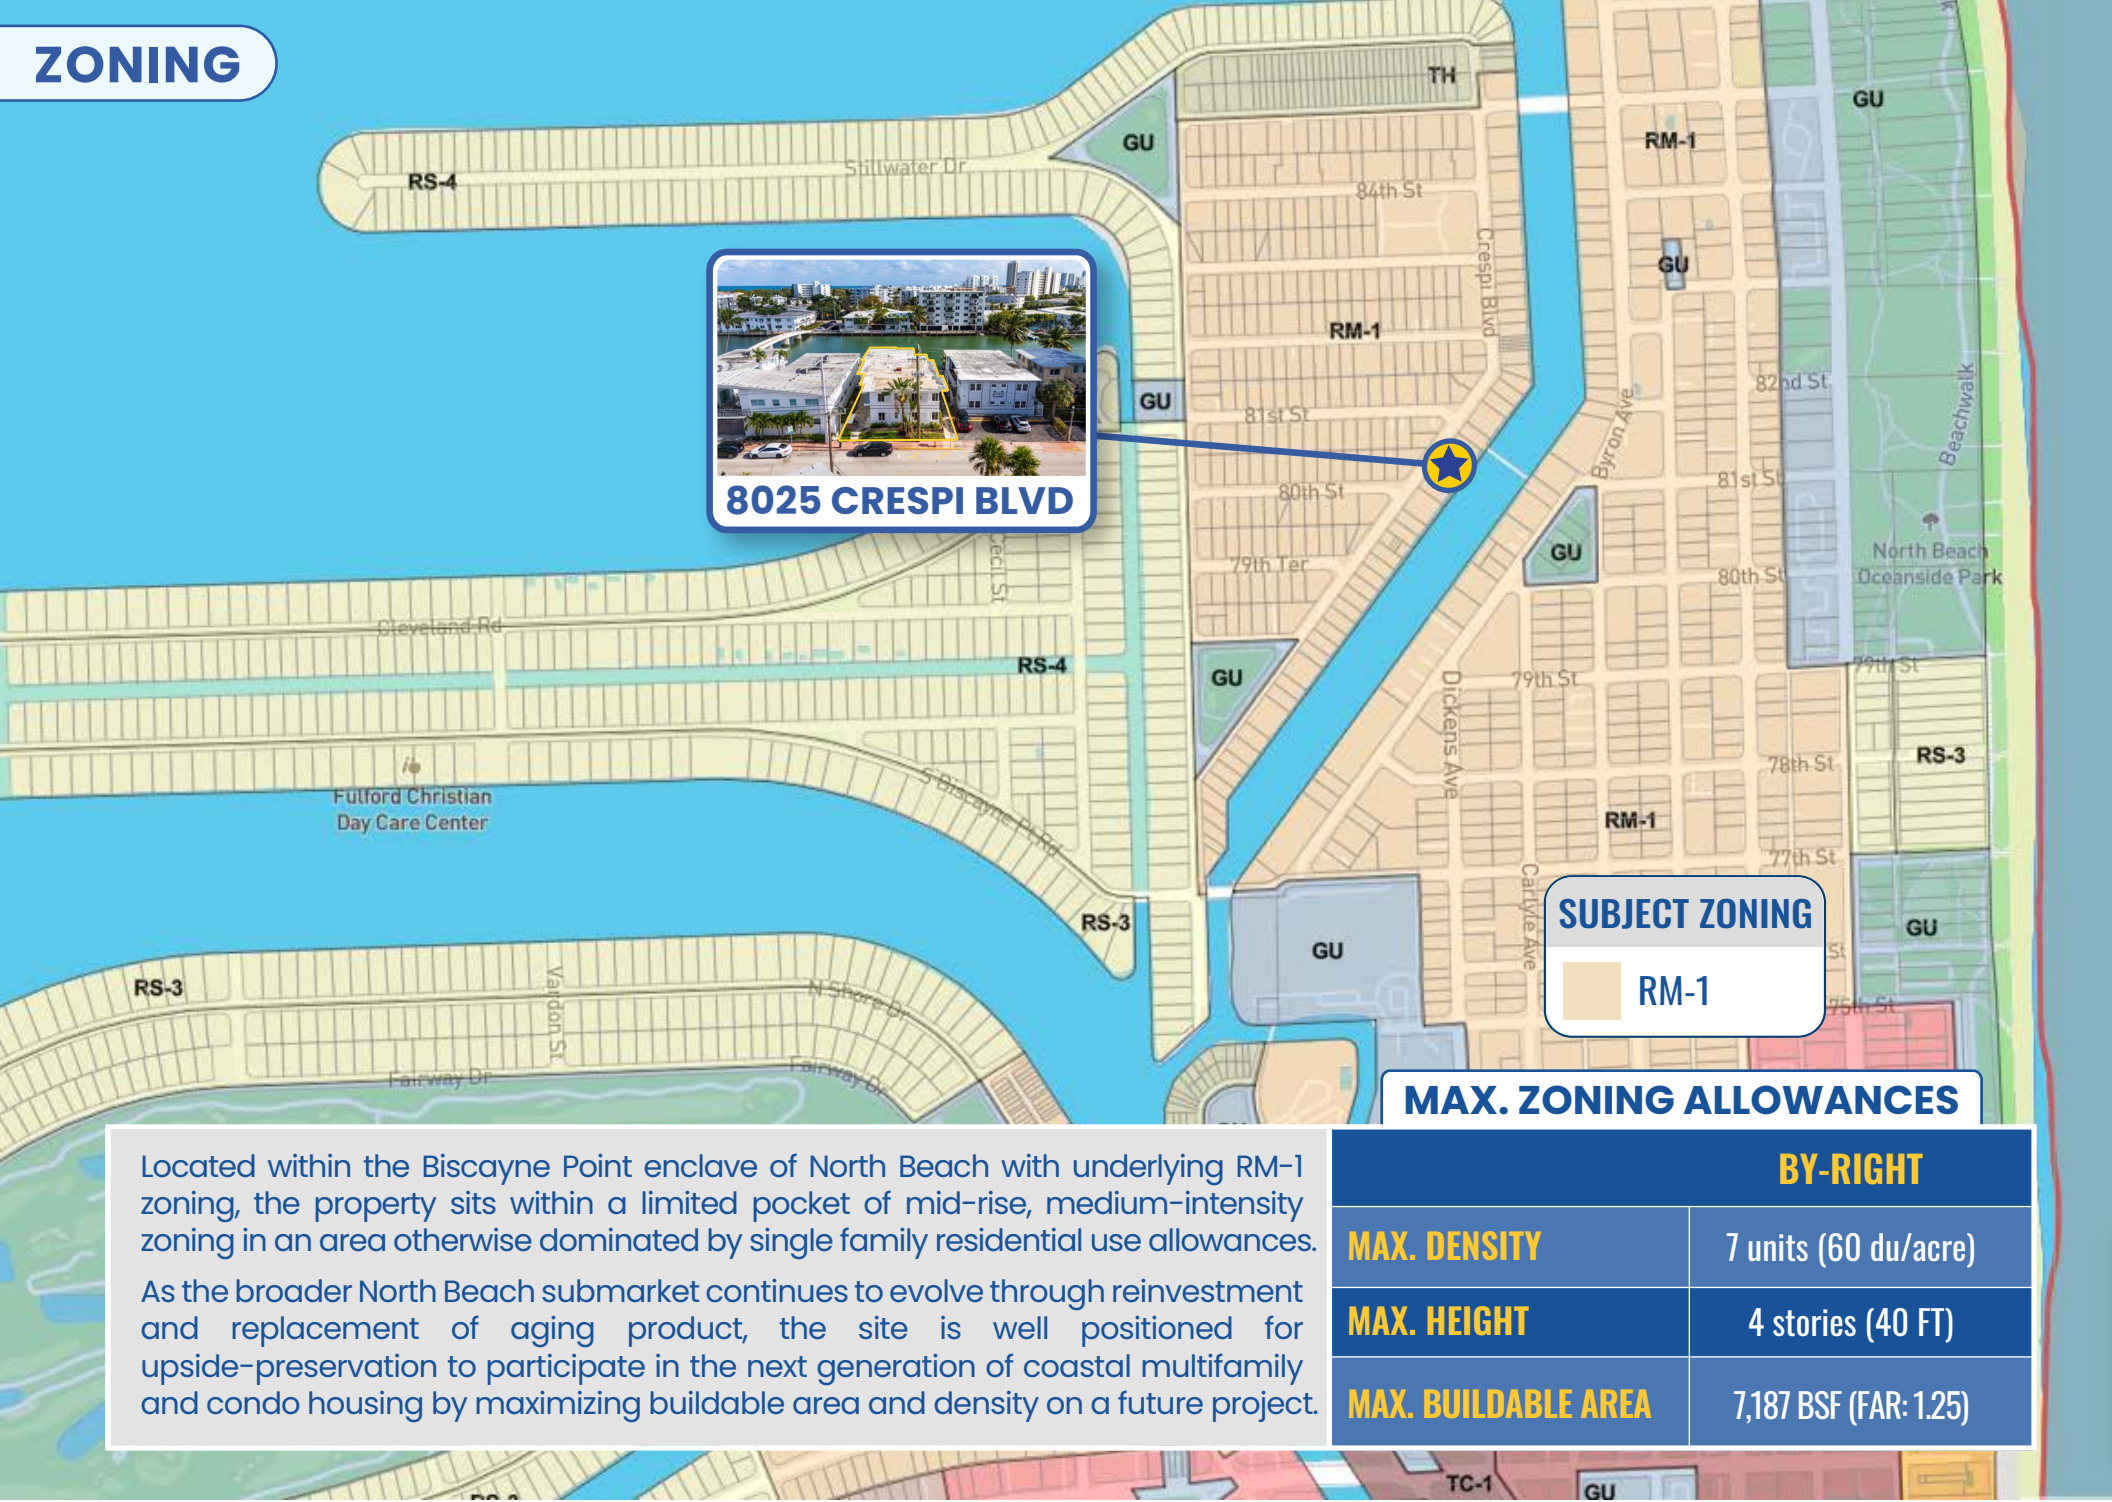 ZONING
TH
GU
GU
RM-1
Stillwater Dr
RS-4
84th St
Crespi Blvd
GU
RM-1
82nd St
GU
Beachwalk
81st St
Byron Ave
8025 CRESPI BLVD
80th St
81st St
GU
North Beach
Oceanside Park
79th Ter
80th St
Cecil St
Cleveland Rd
RS-4
GU
79th St
79th St
Dickens Ave
RS-3
78th St
Fulford Christian
Day Care Center
S Biscayne Pt Rd
RM-1
77th St
Carlyle Ave
RS-3
GU
GU
SUBJECT ZONING
RM-1
St
75th St
RS-3
Vardon St
N Shore Dr
Fairway Dr
Fairway Dr
MAX. ZONING ALLOWANCES
Located within the Biscayne Point enclave of North Beach with underlying RM-1
zoning, the property sits within a limited pocket of mid-rise, medium-intensity
zoning in an area otherwise dominated by single family residential use allowances.
As the broader North Beach submarket continues to evolve through reinvestment
and replacement of aging product, the site is well positioned for
upside-preservation to participate in the next generation of coastal multifamily
and condo housing by maximizing buildable area and density on a future project.
BY-RIGHT
MAX. DENSITY 7 units (60 du/acre)
MAX. HEIGHT 4 stories (40 FT)
MAX. BUILDABLE AREA 7,187 BSF (FAR: 1.25)
TC-1
GU